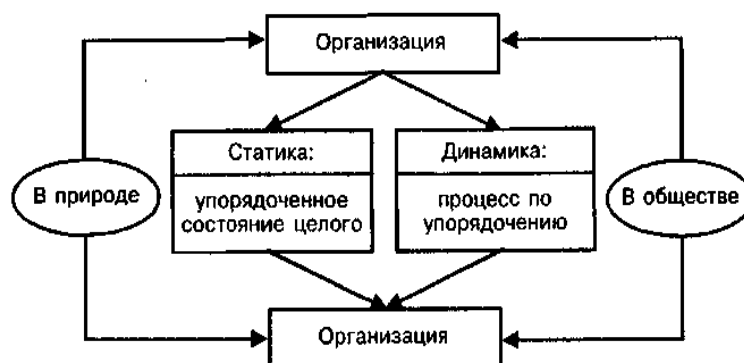 Организация
Статика:
Динамика:
В природе
упорядоченное
состояние целого
процесс по
упорядочению
В обществе
Организация